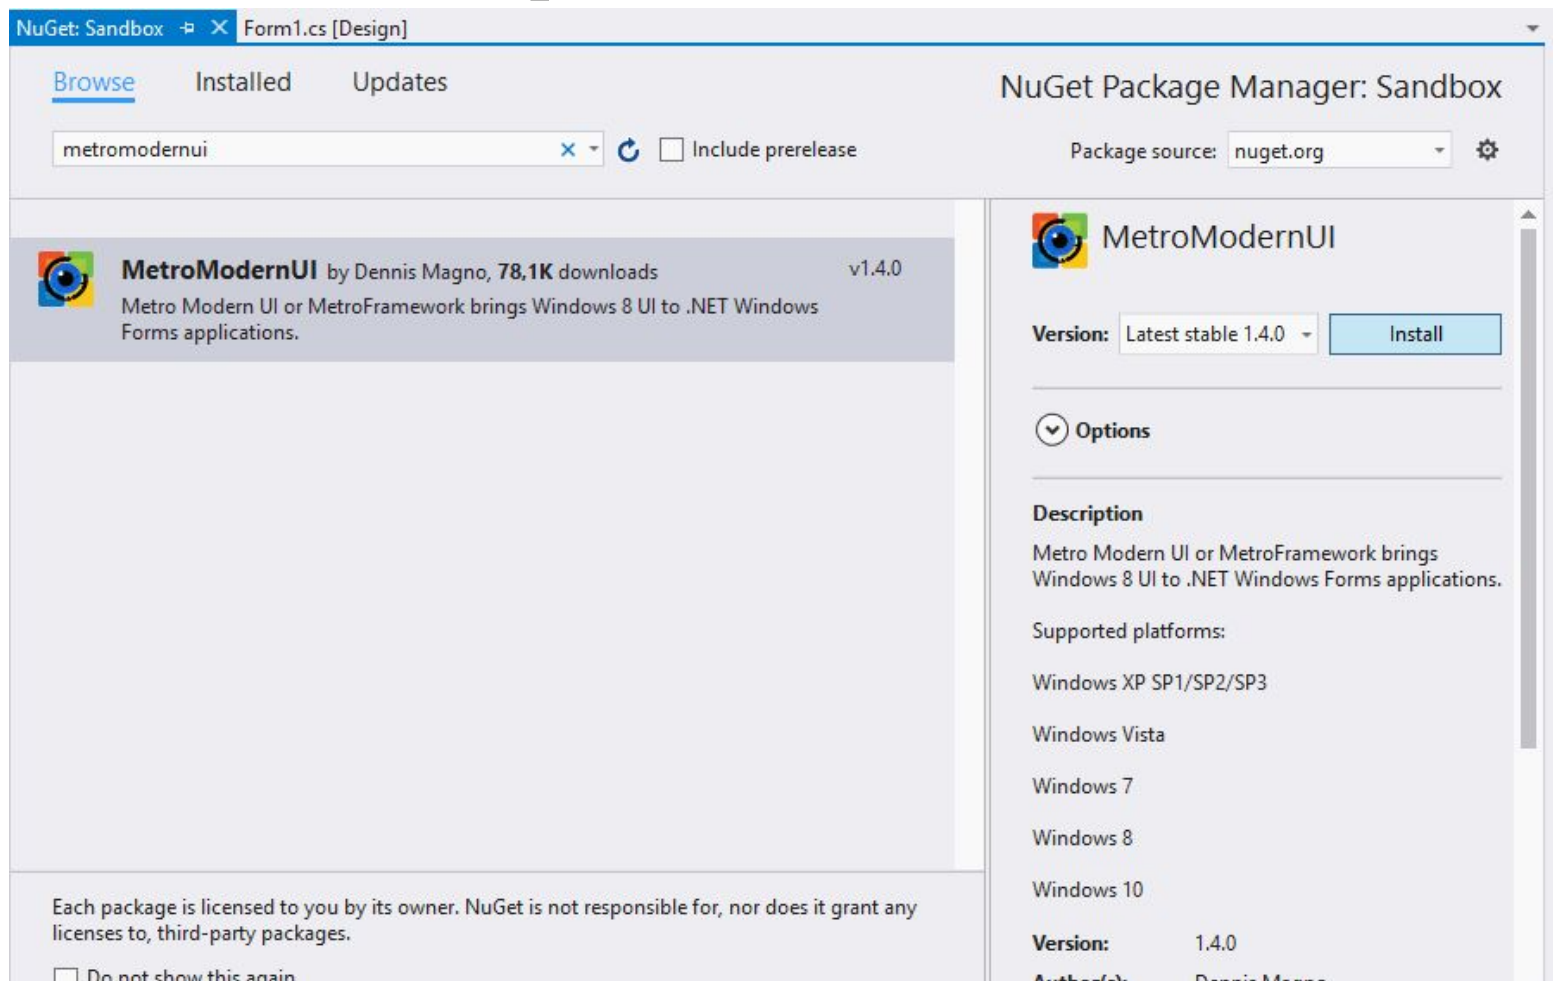 NuGet: Sandbox Form1.cs [Design]
Browse Installed Updates
NuGet Package Manager: Sandbox
metromodernui
Include prerelease
Package source: nuget.org
MetroModernUI by Dennis Magno, 78,1K downloads
v1.4.0
Metro Modern UI or MetroFramework brings Windows 8 UI to .NET Windows
Forms applications.
Each package is licensed to you by its owner. NuGet is not responsible for, nor does it grant any
licenses to, third-party packages.
Do not show this again
MetroModernUI
Version: Latest stable 1.4.0 Install
Options
Description
Metro Modern UI or MetroFramework brings
Windows 8 UI to .NET Windows Forms applications.
Supported platforms:
Windows XP SP1/SP2/SP3
Windows Vista
Windows 7
Windows 8
Windows 10
Version: 1.4.0
Author(s): Dennis Magno